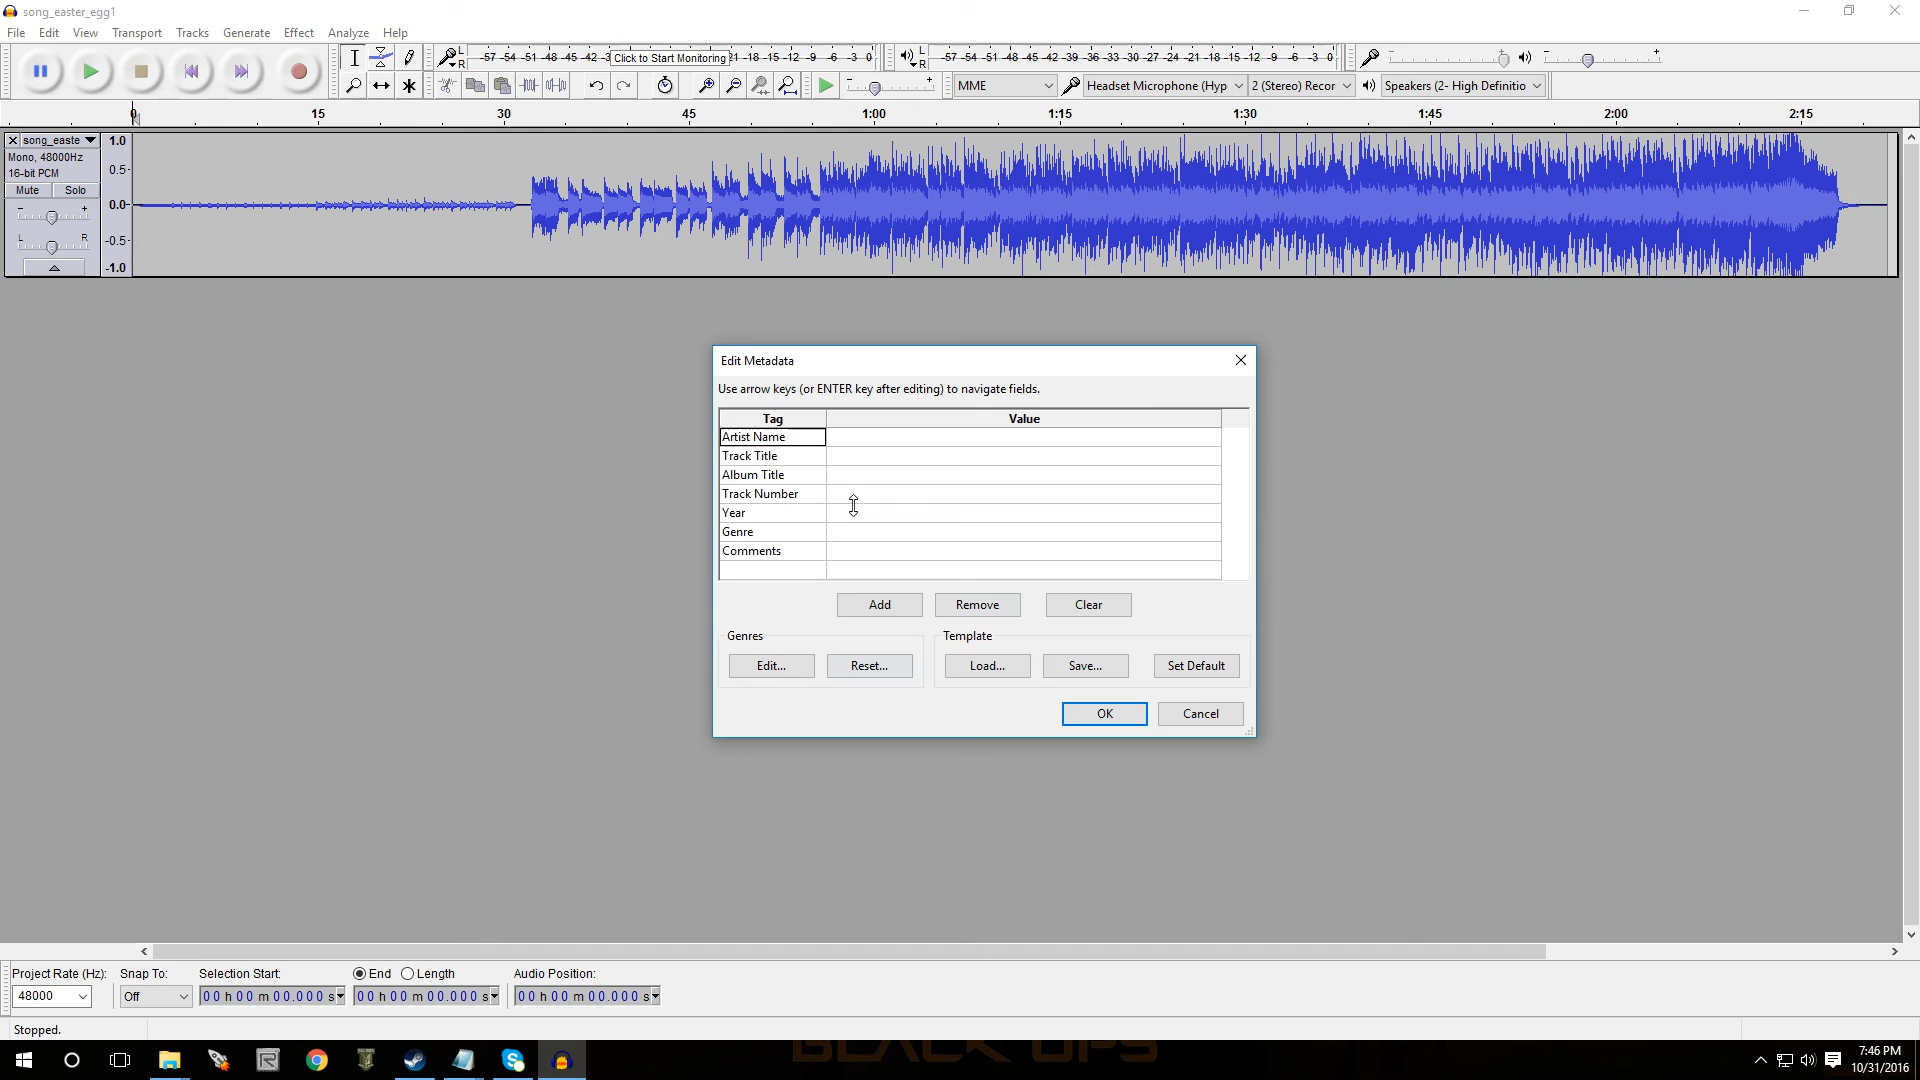 song_easter_egg1
File Edit View Transport Tracks Generate Effect Analyze Help
L
R
-57 -54 -51 -48 -45 -42 -3
Click to Start Monitoring
21 -18 -15 -12 -9 -6 -3 0
L
R
-57 -54 -51 -48 -45 -42 -39 -36 -33 -30 -27 -24 -21 -18 -15 -12 -9 -6 -3 0
- +
- +
- +
MME
Headset Microphone (Hyp
2 (Stereo) Recor
Speakers (2- High Definitio
0 15 30 45 1:00 1:15 1:30 1:45 2:00 2:15
song_easte
Mono, 48000Hz
16-bit PCM
Mute Solo
- +
L R
1.0
0.5-
0.0-
-0.5-
-1.0
Edit Metadata
Use arrow keys (or ENTER key after editing) to navigate fields.
Tag Value
Artist Name
Track Title
Album Title
Track Number
Year
Genre
Comments
Add Remove Clear
Genres
Edit... Reset...
Template
Load... Save... Set Default
OK Cancel
Project Rate (Hz): Snap To: Selection Start: End Length Audio Position:
48000 Off 00 h 00 m 00.000 s 00 h 00 m 00.000 s 00 h 00 m 00.000 s
Stopped.
BLACK OPS
7:46 PM
10/31/2016